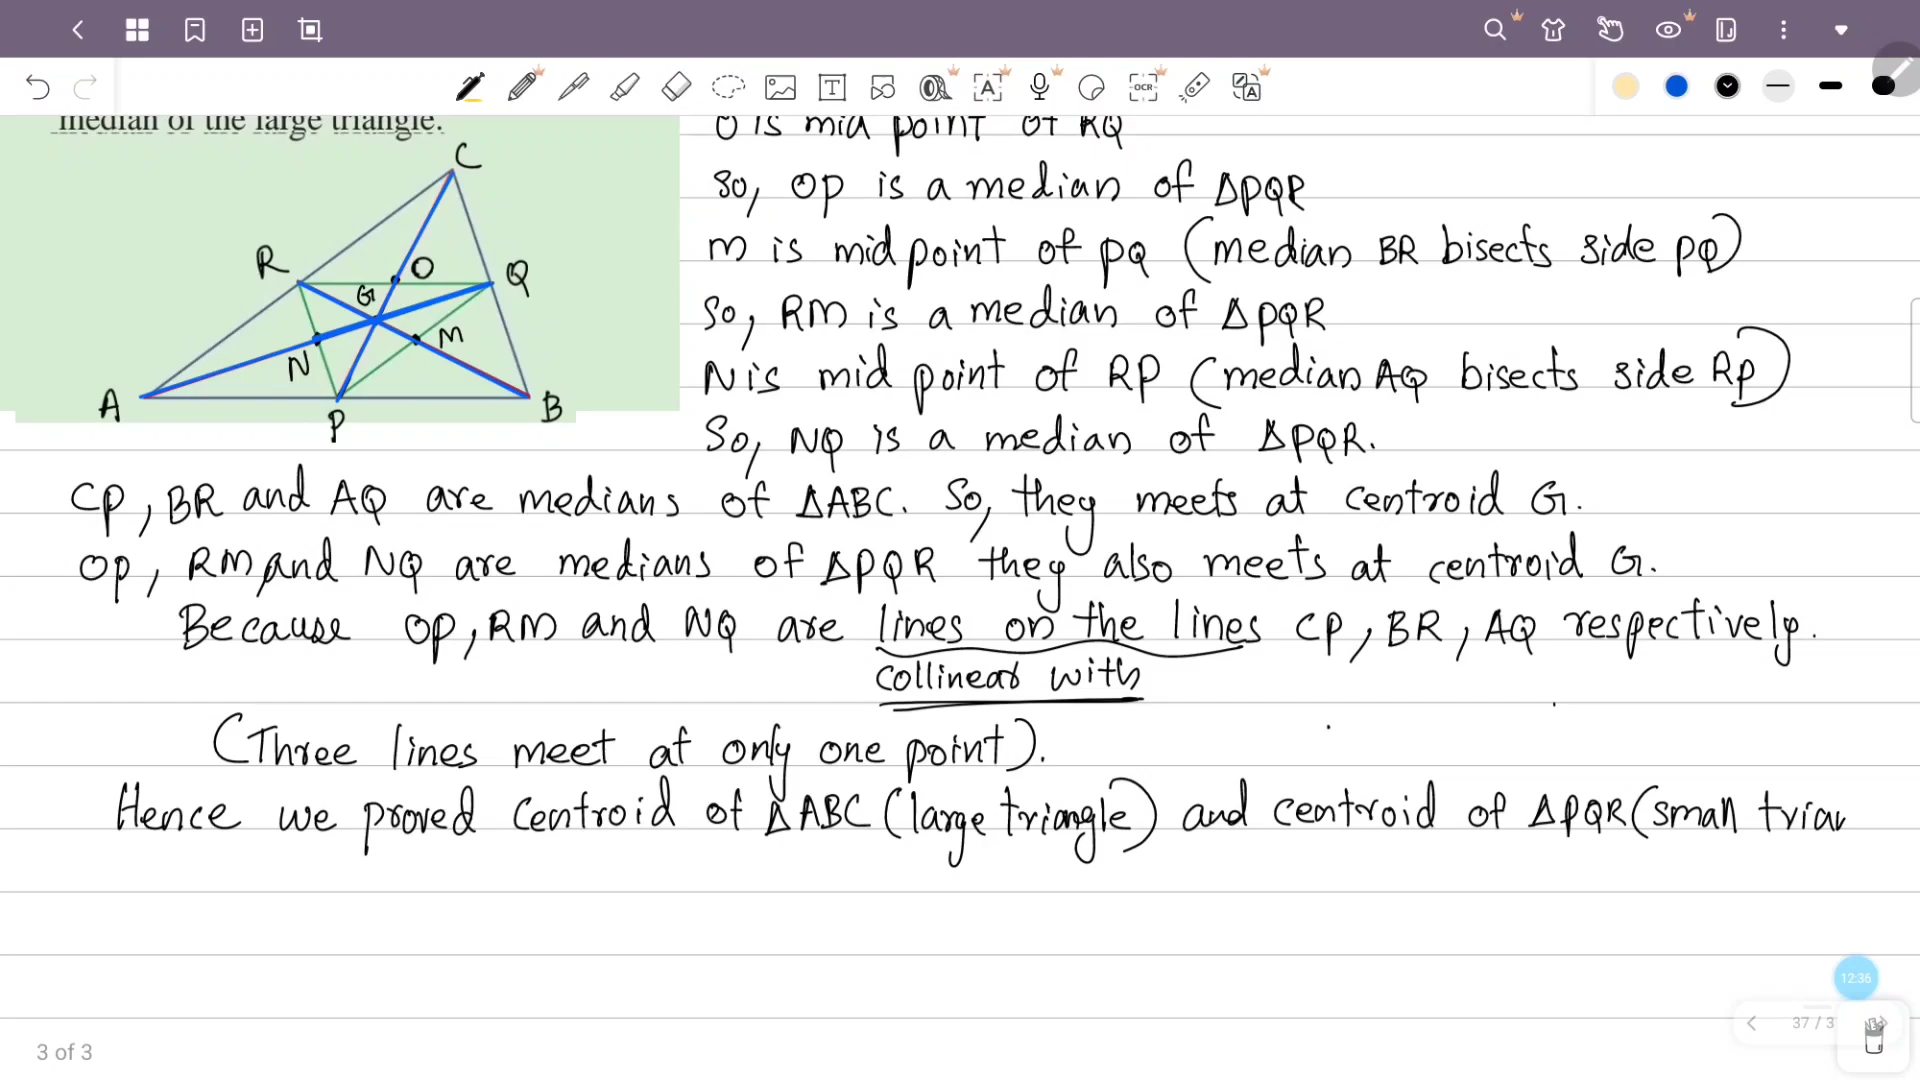 median of the large triangle.
O is mid point of RQ
So, OP is a median of ΔPQR
M is mid point of PQ (median BR bisects side PQ)
So, RM is a median of ΔPQR
N is mid point of RP (median AQ bisects side RP)
So, NQ is a median of ΔPQR.
C
R
O
Q
G
M
N
A
P
B
CP, BR and AQ are medians of ΔABC. So, they meets at centroid G.
OP, RM and NQ are medians of ΔPQR they also meets at centroid G.
Because OP, RM and NQ are lines on the lines CP, BR, AQ respectively.
collinear with
(Three lines meet at only one point).
Hence we proved centroid of ΔABC (large triangle) and centroid of ΔPQR (small trian
12:36
37 / 3
3 of 3
OCR